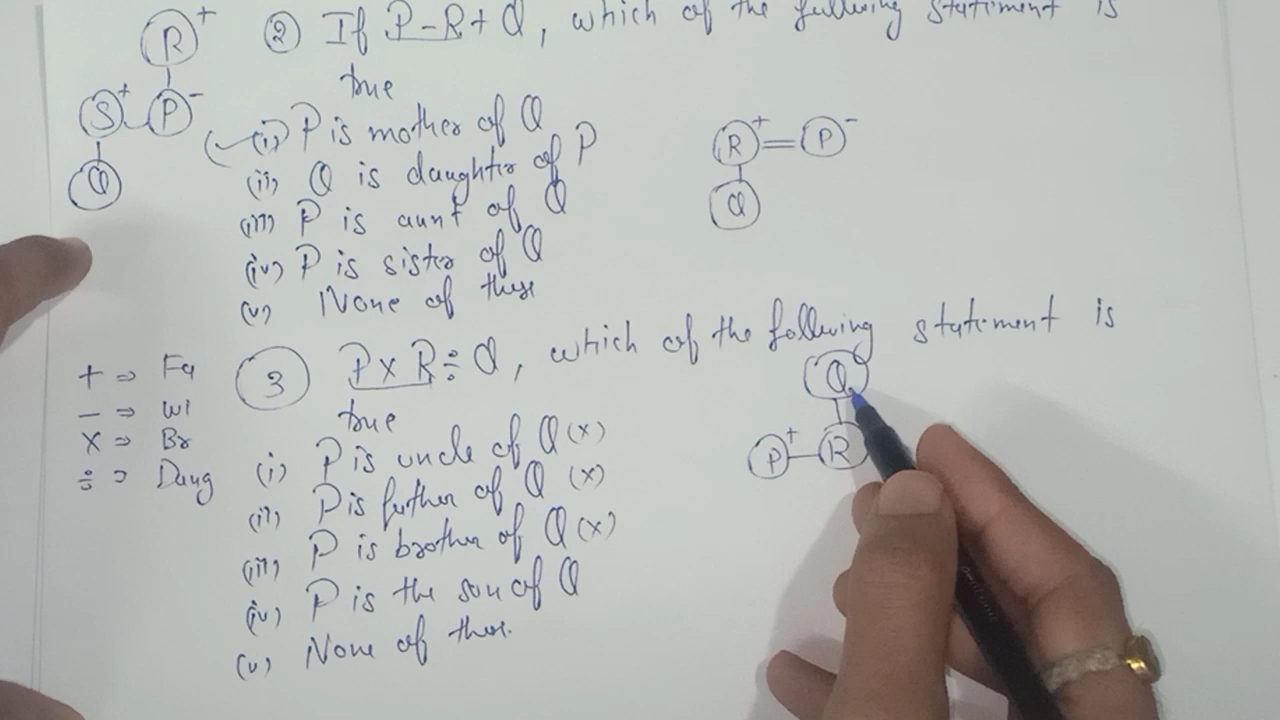 R+
S+ P-
Q
② If P-R+Q, which of the following statement is
true
(i) P is mother of Q
(ii) Q is daughter of P
(iii) P is aunt of Q
(iv) P is sister of Q
(v) None of these
R+ = P-
Q
+ ⇒ Fa
- ⇒ Wi
× ⇒ Br
÷ ⇒ Daug
③ P×R÷Q, which of the following statement is
true
(i) P is uncle of Q (×)
(ii) P is father of Q (×)
(iii) P is brother of Q (×)
(iv) P is the son of Q
(v) None of these.
Q
P+ - R